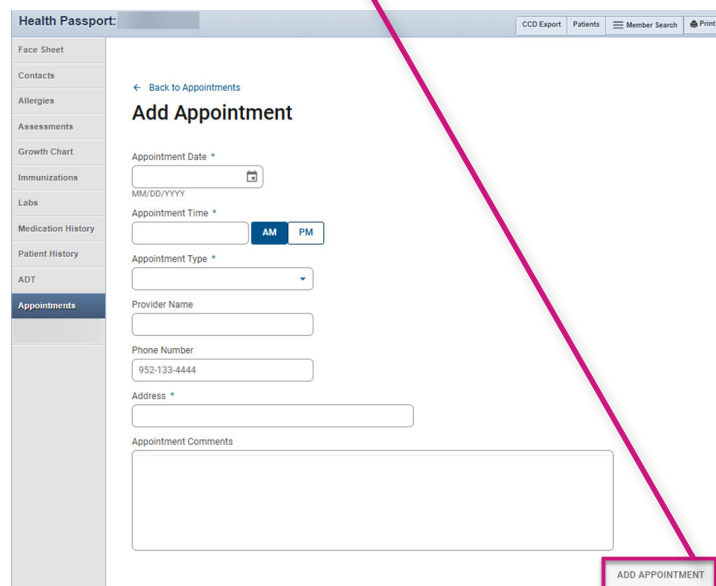 Health Passport:
CCD Export Patients Member Search Print
Face Sheet
Contacts
Allergies
Assessments
Growth Chart
Immunizations
Labs
Medication History
Patient History
ADT
Appointments
← Back to Appointments
Add Appointment
Appointment Date *
MM/DD/YYYY
Appointment Time *
AM PM
Appointment Type *
Provider Name
Phone Number
952-133-4444
Address *
Appointment Comments
ADD APPOINTMENT